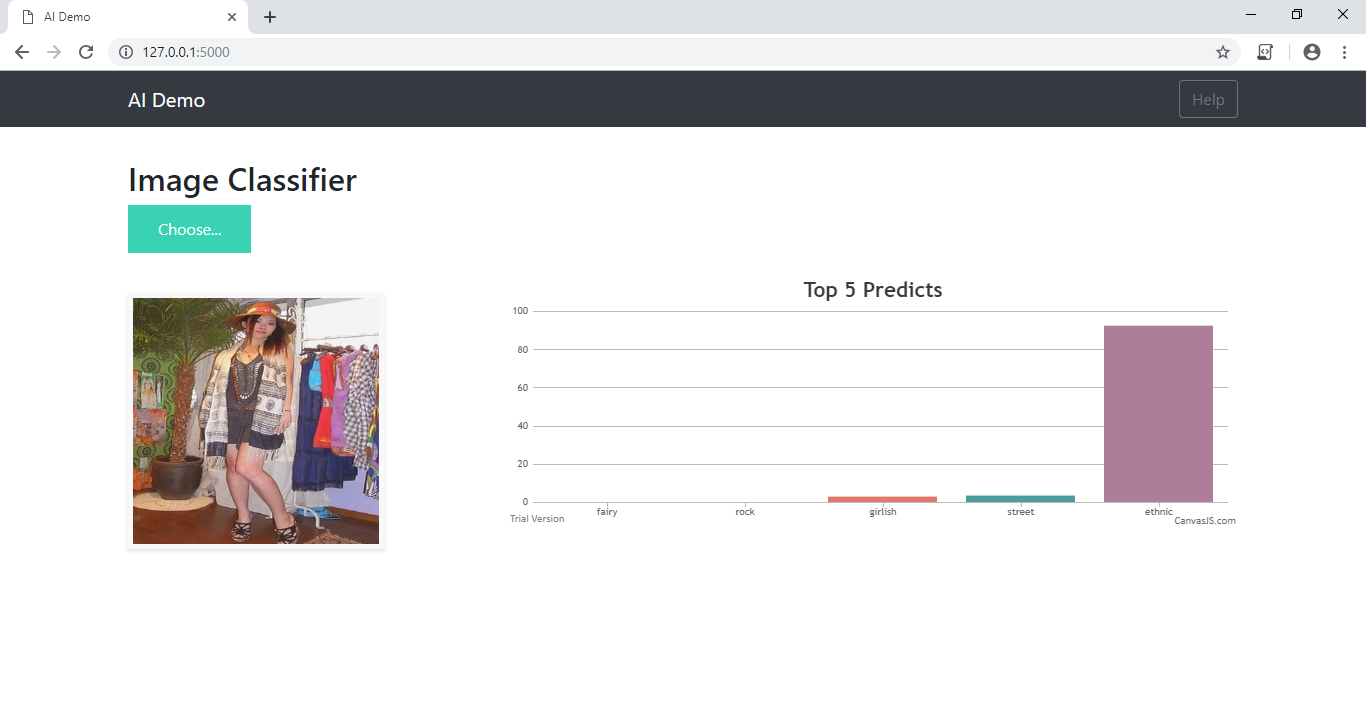 AI Demo
127.0.0.1:5000
AI Demo
Help
Image Classifier
Choose...
Top 5 Predicts
100
80
60
40
20
0
fairy rock girlish street ethnic
Trial Version
CanvasJS.com